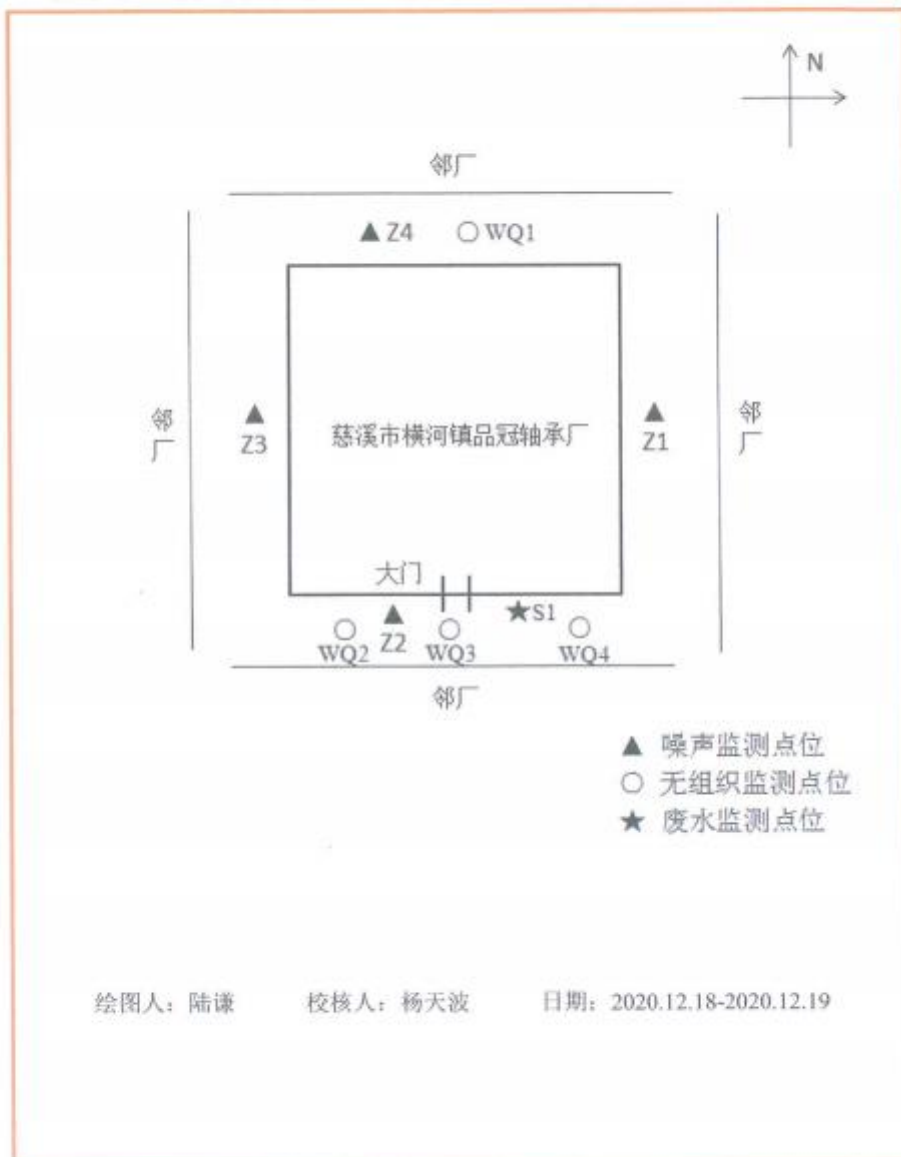 N
邻厂
▲Z4 ○WQ1
邻厂
▲
Z3
慈溪市横河镇品冠轴承厂
▲
Z1
邻厂
大门
★S1
▲
Z2
○
WQ2
○
WQ3
○
WQ4
邻厂
▲ 噪声监测点位
○ 无组织监测点位
★ 废水监测点位
绘图人：陆谦 校核人：杨天波 日期：2020.12.18-2020.12.19